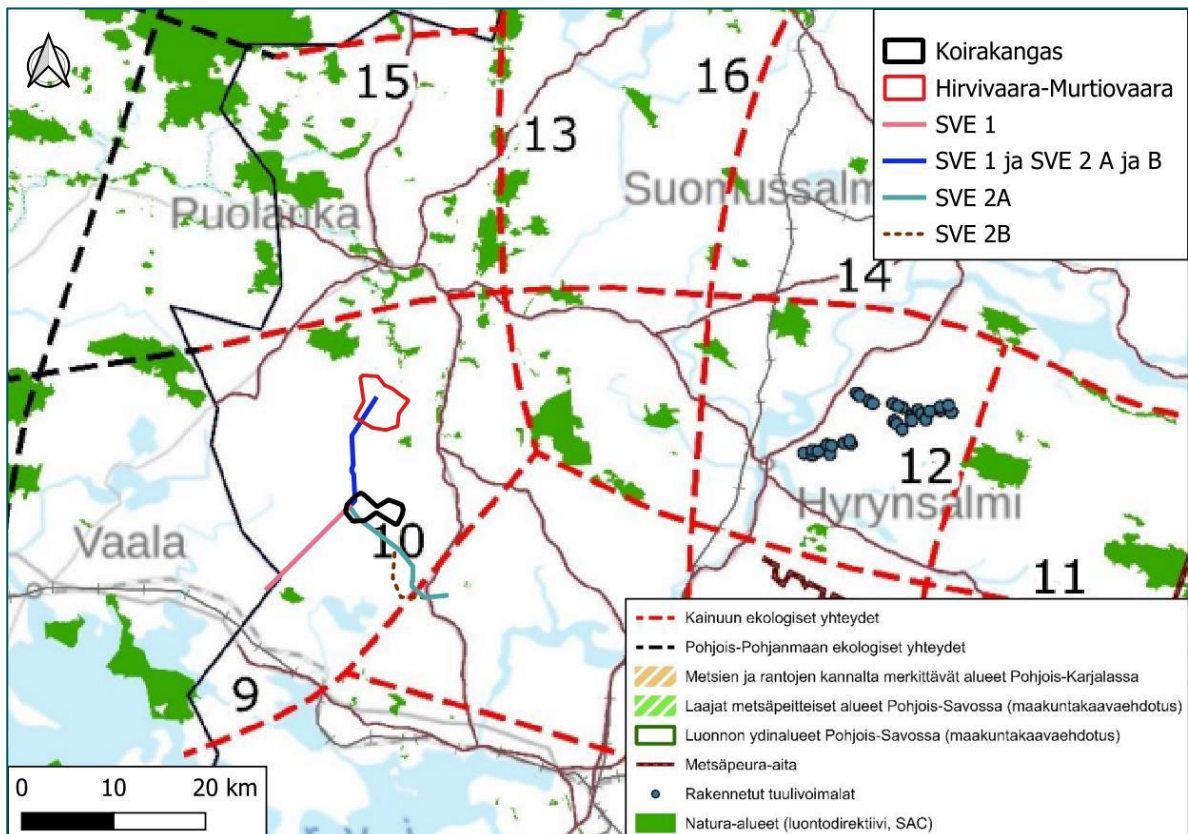 Koirakangas
Hirvivaara-Murtiovaara
SVE 1
SVE 1 ja SVE 2 A ja B
SVE 2A
SVE 2B
15
16
13
Suomussalm
Puolanka
14
12
Hyrynsalmi
10
Vaala
11
9
Kainuun ekologiset yhteydet
Pohjois-Pohjanmaan ekologiset yhteydet
Metsien ja rantojen kannalta merkittävät alueet Pohjois-Karjalassa
Laajat metsäpeitteiset alueet Pohjois-Savossa (maakuntakaavaehdotus)
Luonnon ydinalueet Pohjois-Savossa (maakuntakaavaehdotus)
Metsäpeura-aita
Rakennetut tuulivoimalat
Natura-alueet (luontodirektiivi, SAC)
0 10 20 km